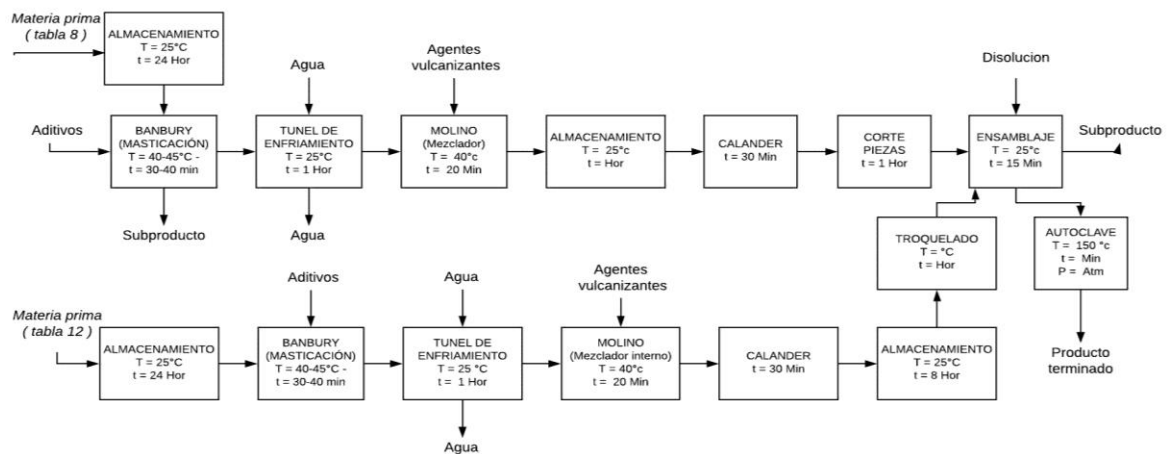 Materia prima
( tabla 8 )
ALMACENAMIENTO
T = 25°C
t = 24 Hor
Aditivos
BANBURY
(MASTICACIÓN)
T = 40-45°C -
t = 30-40 min
Subproducto
Agua
TUNEL DE
ENFRIAMIENTO
T = 25°C
t = 1 Hor
Agua
Agentes
vulcanizantes
MOLINO
(Mezclador)
T = 40°c
t = 20 Min
ALMACENAMIENTO
T = 25°c
t = Hor
CALANDER
t = 30 Min
CORTE
PIEZAS
t = 1 Hor
Disolucion
ENSAMBLAJE
T = 25°c
t = 15 Min
Subproducto
TROQUELADO
T = °C
t = Hor
AUTOCLAVE
T = 150 °c
t = Min
P = Atm
Producto
terminado
Materia prima
( tabla 12 )
ALMACENAMIENTO
T = 25°C
t = 24 Hor
Aditivos
BANBURY
(MASTICACIÓN)
T = 40-45°C -
t = 30-40 min
Agua
TUNEL DE
ENFRIAMIENTO
T = 25 °C
t = 1 Hor
Agua
Agentes
vulcanizantes
MOLINO
(Mezclador interno)
T = 40°c
t = 20 Min
CALANDER
t = 30 Min
ALMACENAMIENTO
T = 25°C
t = 8 Hor